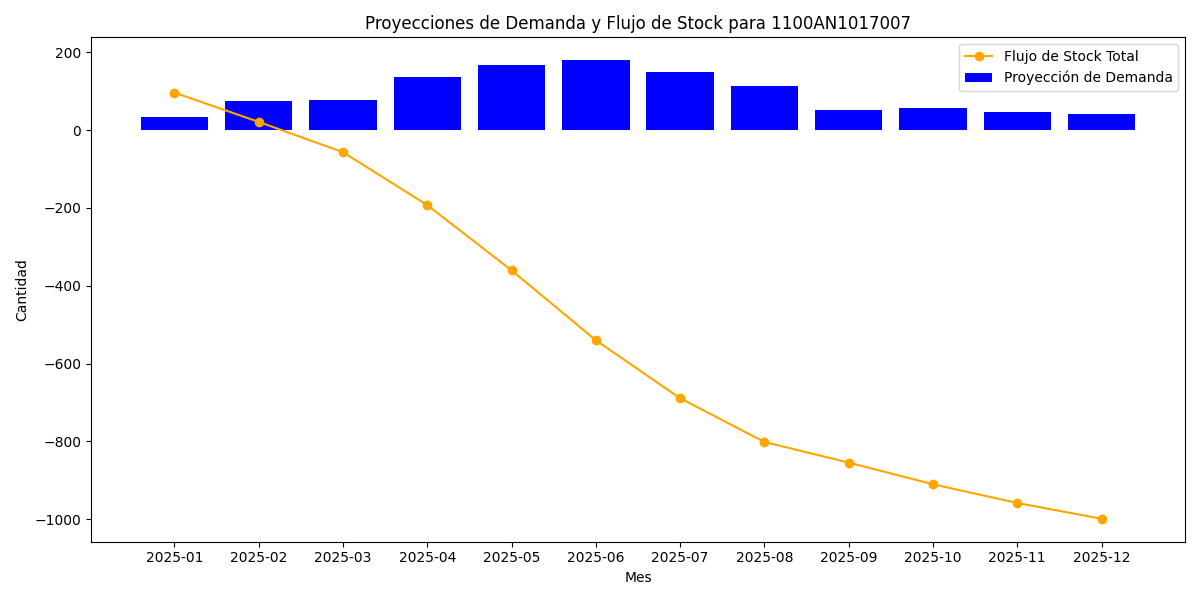 Proyecciones de Demanda y Flujo de Stock para 1100AN1017007
Flujo de Stock Total
Proyección de Demanda
Cantidad
200
0
−200
−400
−600
−800
−1000
2025-01 2025-02 2025-03 2025-04 2025-05 2025-06 2025-07 2025-08 2025-09 2025-10 2025-11 2025-12
Mes